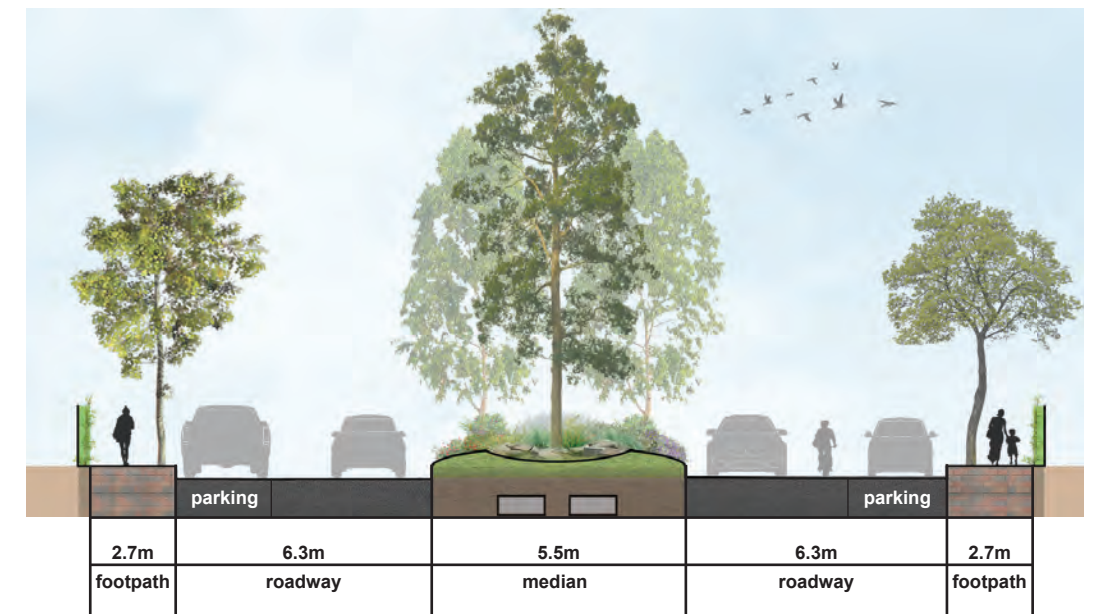 parking parking
2.7m 6.3m 5.5m 6.3m 2.7m
footpath roadway median roadway footpath